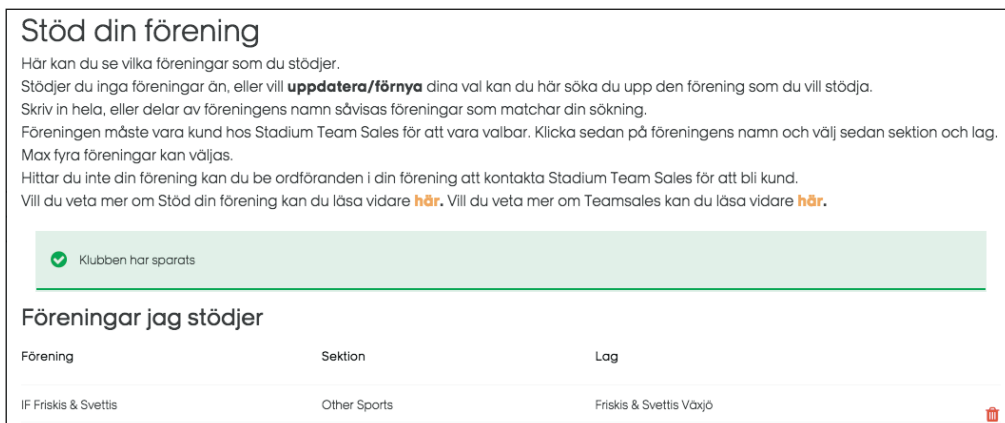 Stöd din förening
Här kan du se vilka föreningar som du stödjer.
Stödjer du inga föreningar än, eller vill uppdatera/förnya dina val kan du här söka du upp den förening som du vill stödja.
Skriv in hela, eller delar av föreningens namn såvisas föreningar som matchar din sökning.
Föreningen måste vara kund hos Stadium Team Sales för att vara valbar. Klicka sedan på föreningens namn och välj sedan sektion och lag.
Max fyra föreningar kan väljas.
Hittar du inte din förening kan du be ordföranden i din förening att kontakta Stadium Team Sales för att bli kund.
Vill du veta mer om Stöd din förening kan du läsa vidare här. Vill du veta mer om Teamsales kan du läsa vidare här.
Klubben har sparats
Föreningar jag stödjer
Förening Sektion Lag
IF Friskis & Svettis Other Sports Friskis & Svettis Växjö